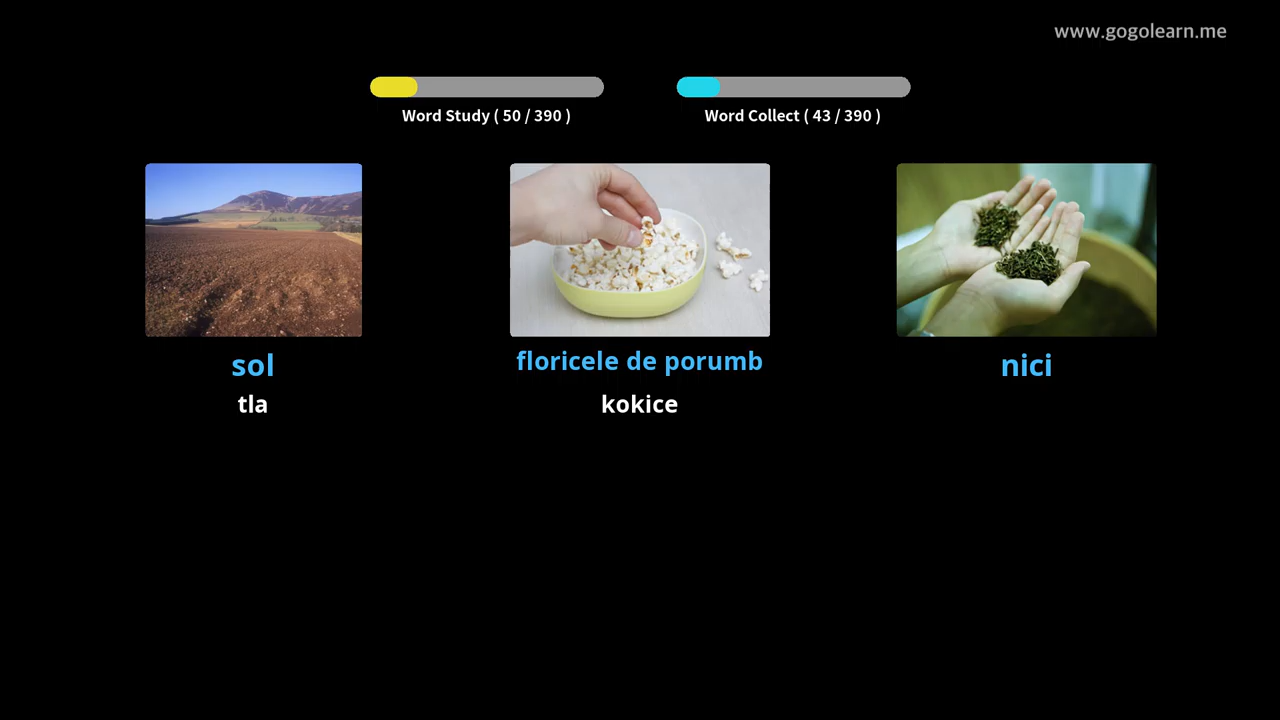 www.gogolearn.me
Word Study ( 50 / 390 )
Word Collect ( 43 / 390 )
sol
floricele de porumb
nici
tla
kokice